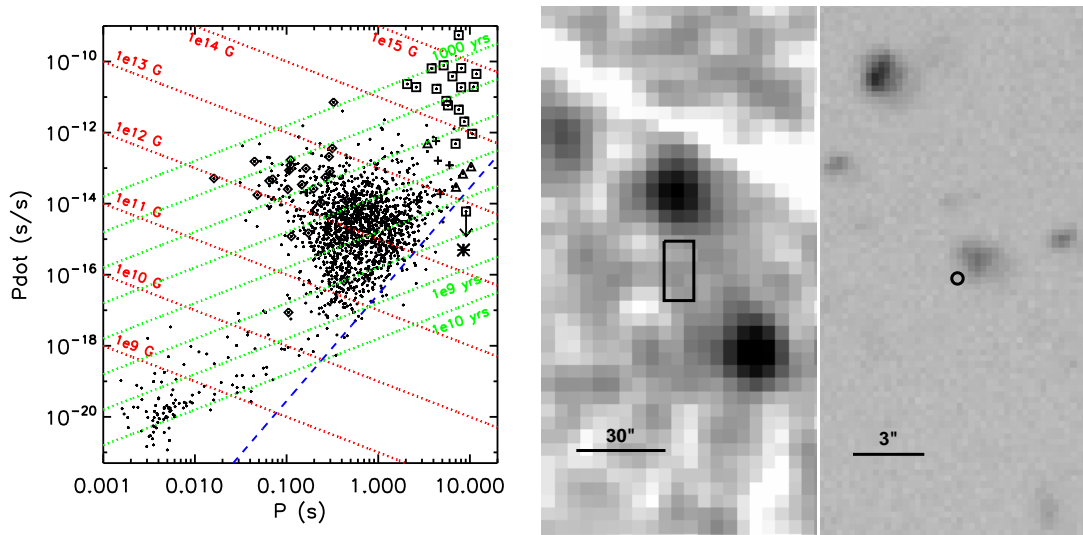 1e14 G
1e15 G
1000 yrs
1e13 G
1e12 G
1e11 G
1e10 G
1e9 G
1e9 yrs
1e10 yrs
10⁻¹⁰
10⁻¹²
10⁻¹⁴
10⁻¹⁶
10⁻¹⁸
10⁻²⁰
Pdot (s/s)
0.001 0.010 0.100 1.000 10.000
P (s)
30"
3"